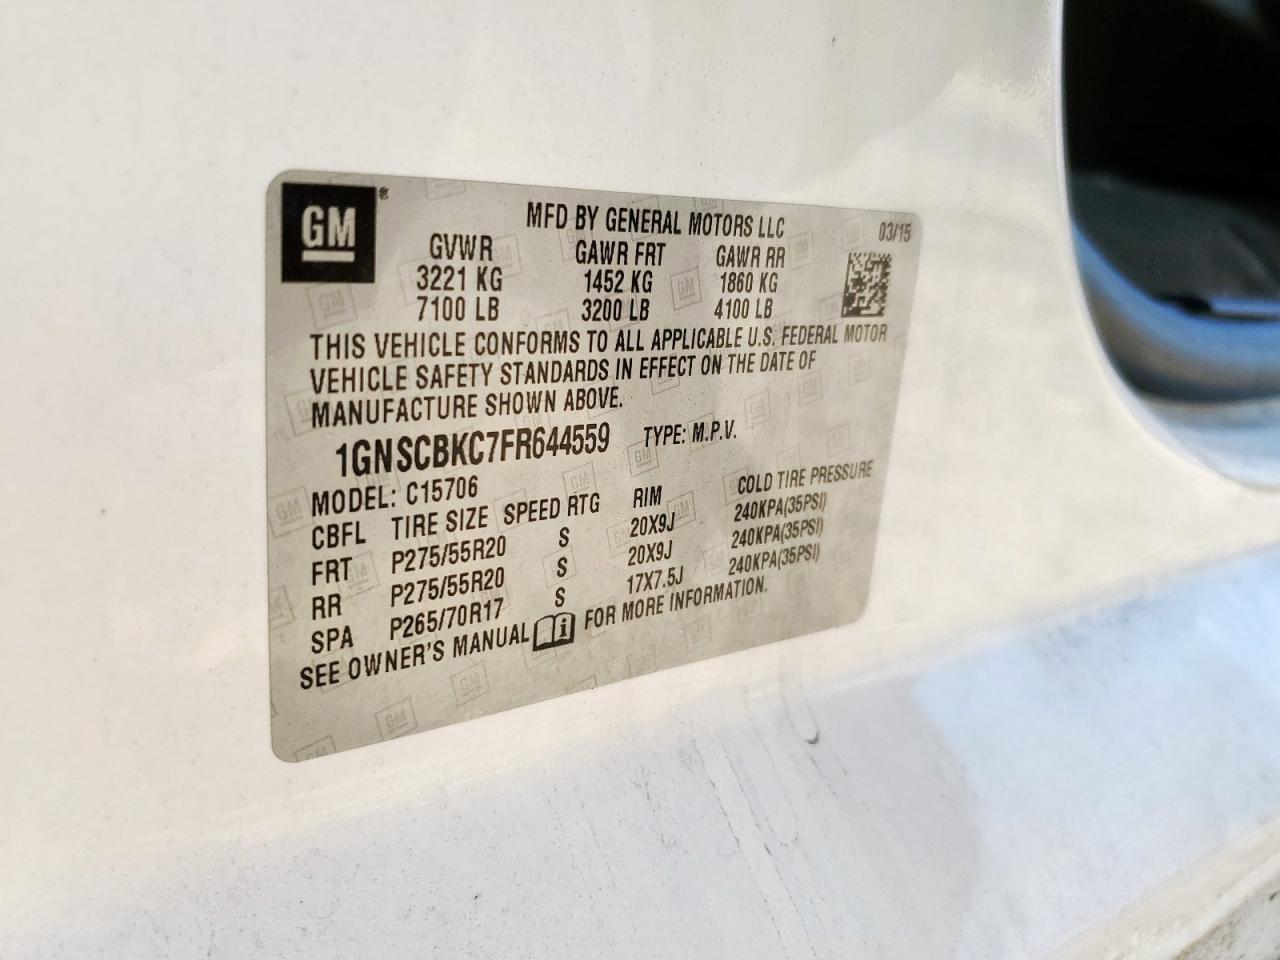 GM ®
MFD BY GENERAL MOTORS LLC 03/15
GVWR GAWR FRT GAWR RR
3221 KG 1452 KG 1860 KG
7100 LB 3200 LB 4100 LB
THIS VEHICLE CONFORMS TO ALL APPLICABLE U.S. FEDERAL MOTOR
VEHICLE SAFETY STANDARDS IN EFFECT ON THE DATE OF
MANUFACTURE SHOWN ABOVE.
1GNSCBKC7FR644559 TYPE: M.P.V.
MODEL: C15706
CBFL TIRE SIZE SPEED RTG RIM COLD TIRE PRESSURE
FRT P275/55R20 S 20X9J 240KPA(35PSI)
RR P275/55R20 S 20X9J 240KPA(35PSI)
SPA P265/70R17 S 17X7.5J 240KPA(35PSI)
SEE OWNER'S MANUAL FOR MORE INFORMATION.